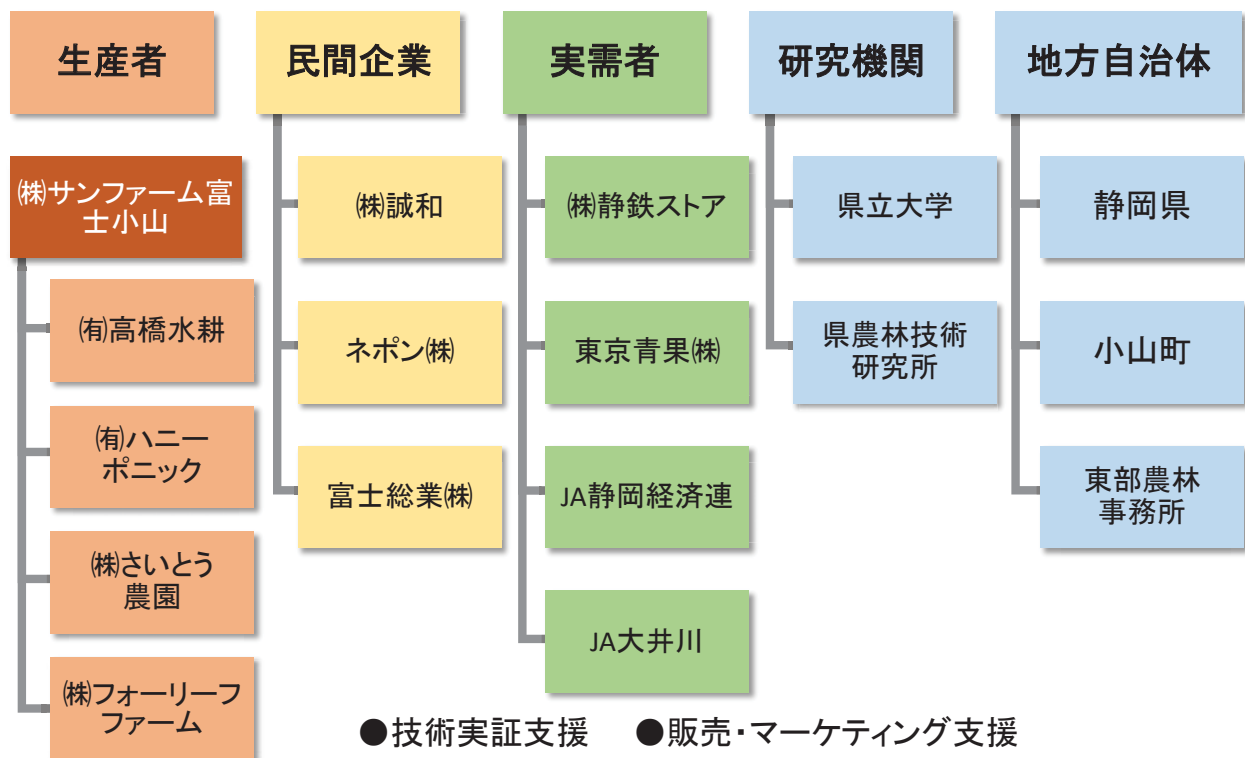 生産者
民間企業
実需者
研究機関
地方自治体
㈱サンファーム富
士小山
㈲高橋水耕
㈲ハニー
ポニック
㈱さいとう
農園
㈱フォーリーフ
ファーム
㈱誠和
ネポン㈱
富士総業㈱
㈱静鉄ストア
東京青果㈱
JA静岡経済連
JA大井川
県立大学
県農林技術
研究所
静岡県
小山町
東部農林
事務所
●技術実証支援 ●販売・マーケティング支援